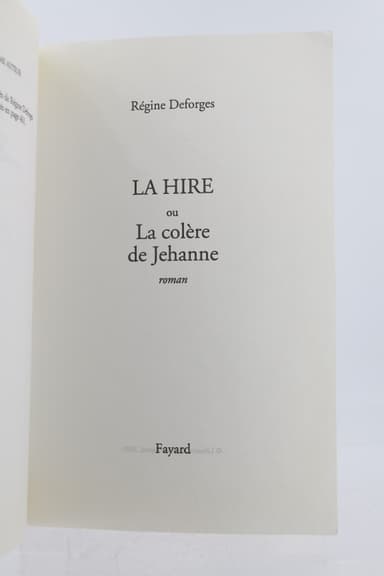 Régine Deforges
LA HIRE
ou
La colère
de Jehanne
roman
Fayard